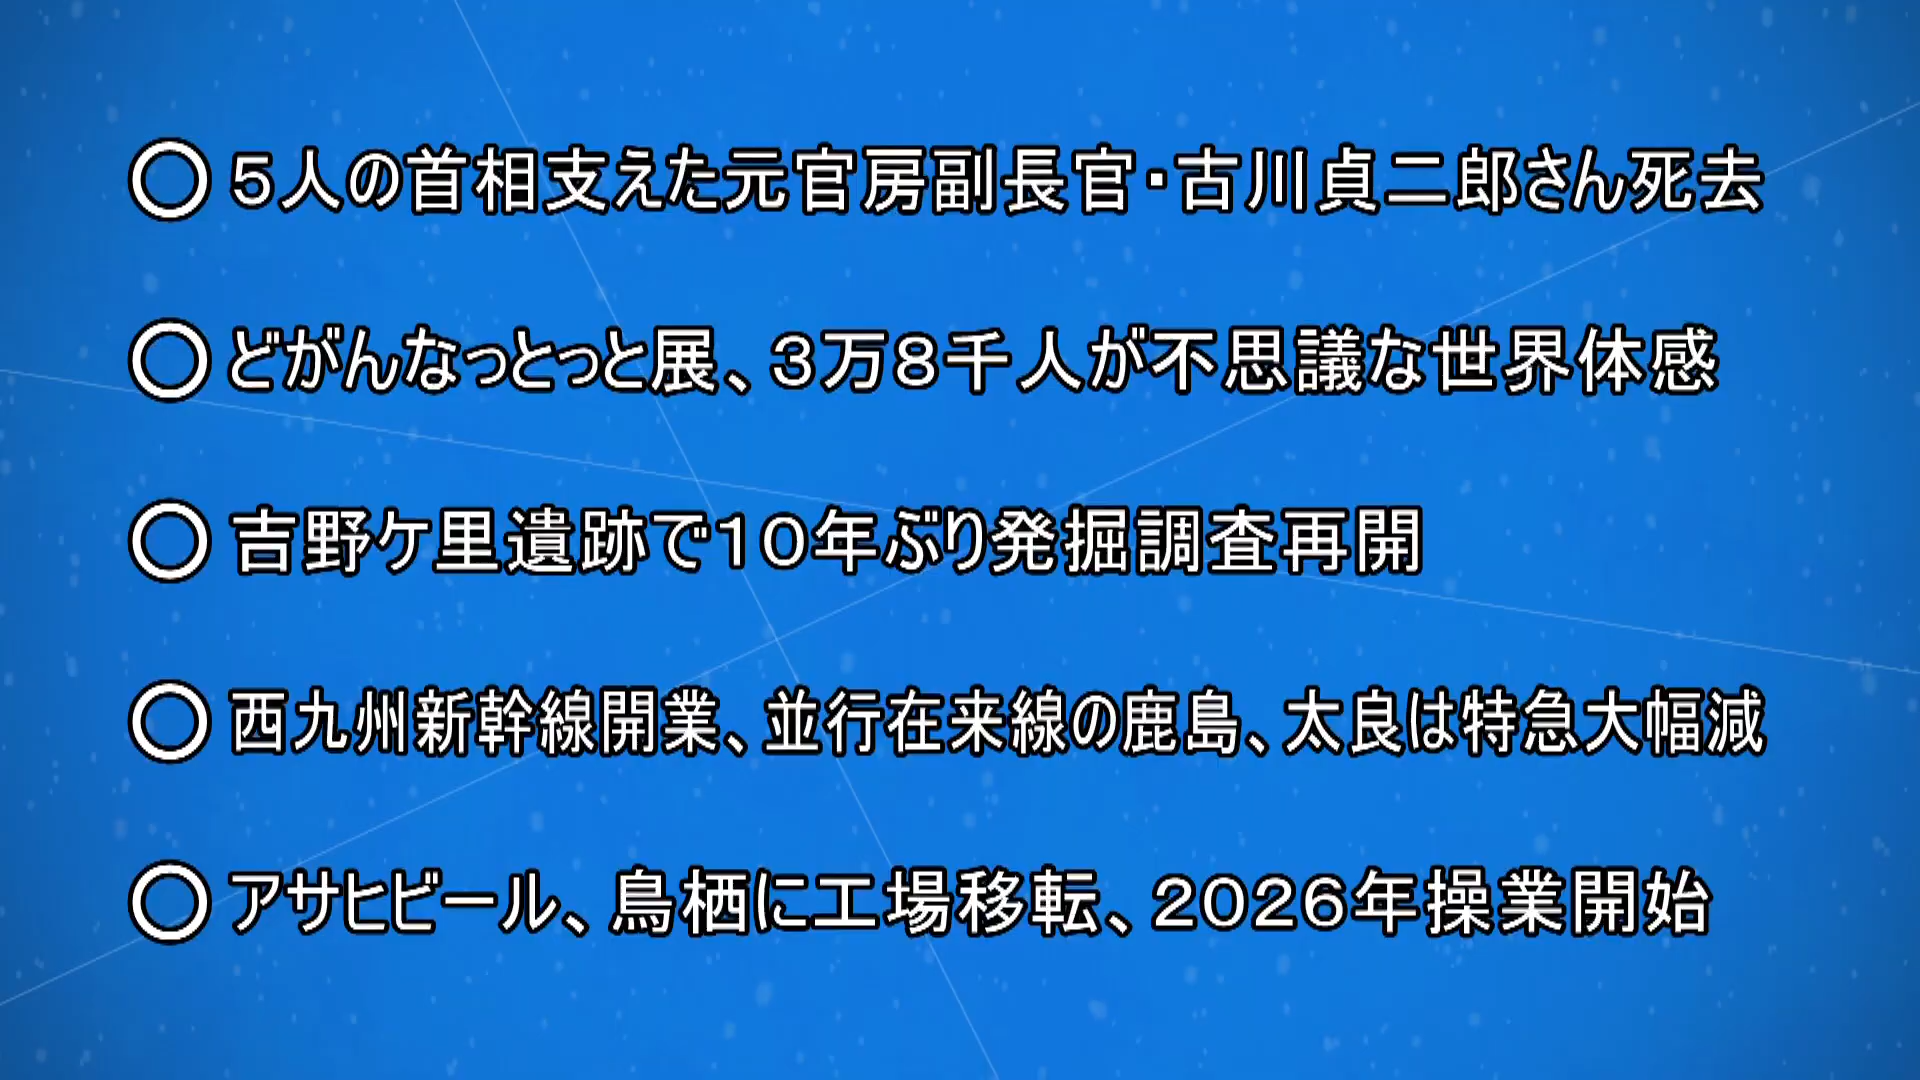 ○５人の首相支えた元官房副長官・古川貞二郎さん死去
○どがんなっとっと展、３万８千人が不思議な世界体感
○吉野ケ里遺跡で１０年ぶり発掘調査再開
○西九州新幹線開業、並行在来線の鹿島、太良は特急大幅減
○アサヒビール、鳥栖に工場移転、２０２６年操業開始